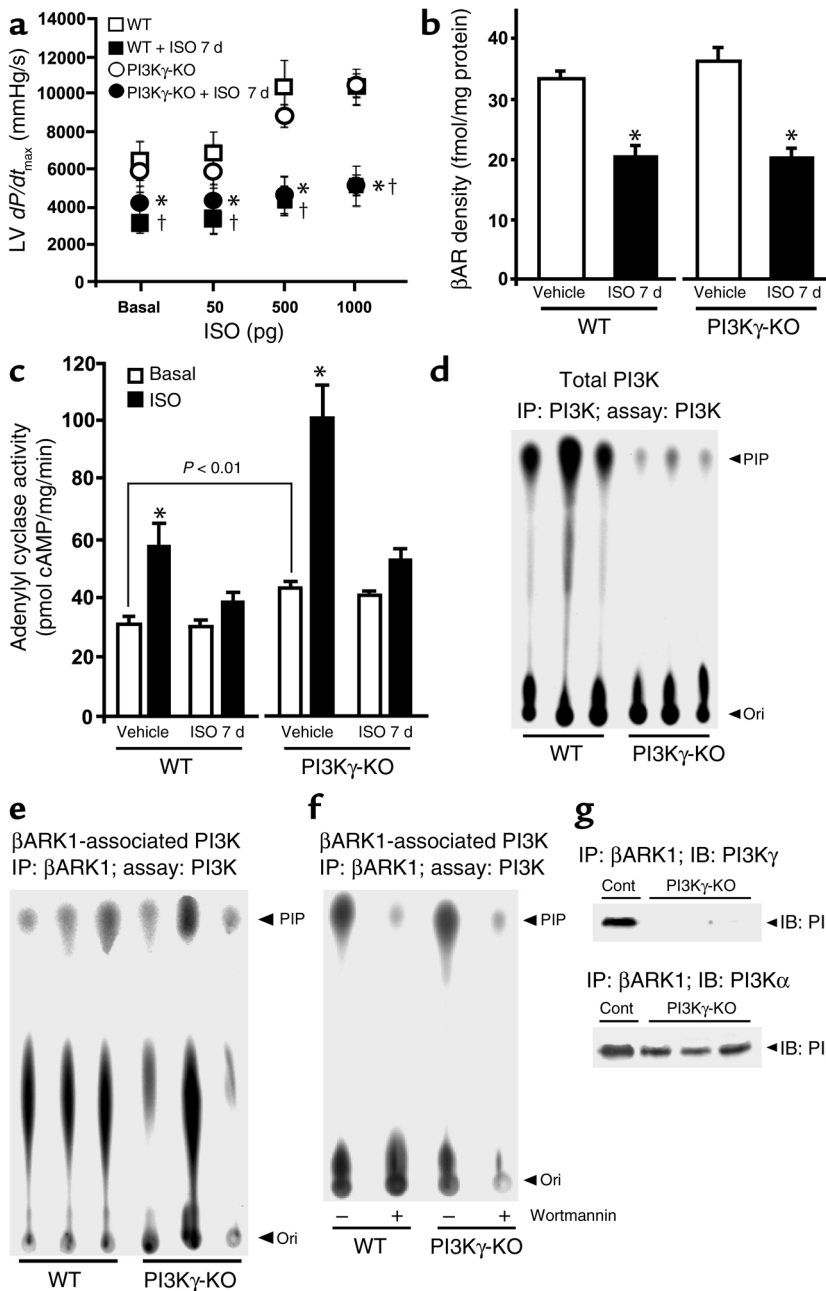 a
14000
12000
10000
8000
6000
4000
2000
0
LV dP/dtmax (mmHg/s)
WT
WT + ISO 7 d
PI3Kγ-KO
PI3Kγ-KO + ISO 7 d
* * * *†
† † †
Basal 50 500 1000
ISO (pg)
b
40
30
20
30
0
βAR density (fmol/mg protein)
* *
Vehicle ISO 7 d Vehicle ISO 7 d
WT PI3Kγ-KO
c
120
100
80
60
40
30
20
0
Adenylyl cyclase activity
(pmol cAMP/mg/min)
Basal
ISO
P < 0.01
* *
Vehicle ISO 7 d Vehicle ISO 7 d
WT PI3Kγ-KO
d
Total PI3K
IP: PI3K; assay: PI3K
PIP
Ori
WT PI3Kγ-KO
e
βARK1-associated PI3K
IP: βARK1; assay: PI3K
PIP
Ori
WT PI3Kγ-KO
f
βARK1-associated PI3K
IP: βARK1; assay: PI3K
PIP
Ori
– + – + Wortmannin
WT PI3Kγ-KO
g
IP: βARK1; IB: PI3Kγ
Cont PI3Kγ-KO
IB: PI
IP: βARK1; IB: PI3Kα
Cont PI3Kγ-KO
IB: PI